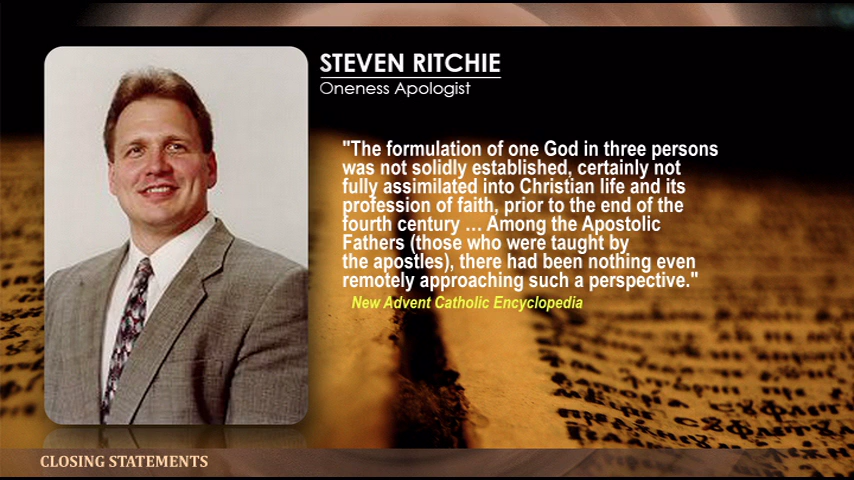 STEVEN RITCHIE
Oneness Apologist
"The formulation of one God in three persons
was not solidly established, certainly not
fully assimilated into Christian life and its
profession of faith, prior to the end of the
fourth century ... Among the Apostolic
Fathers (those who were taught by
the apostles), there had been nothing even
remotely approaching such a perspective."
New Advent Catholic Encyclopedia
CLOSING STATEMENTS